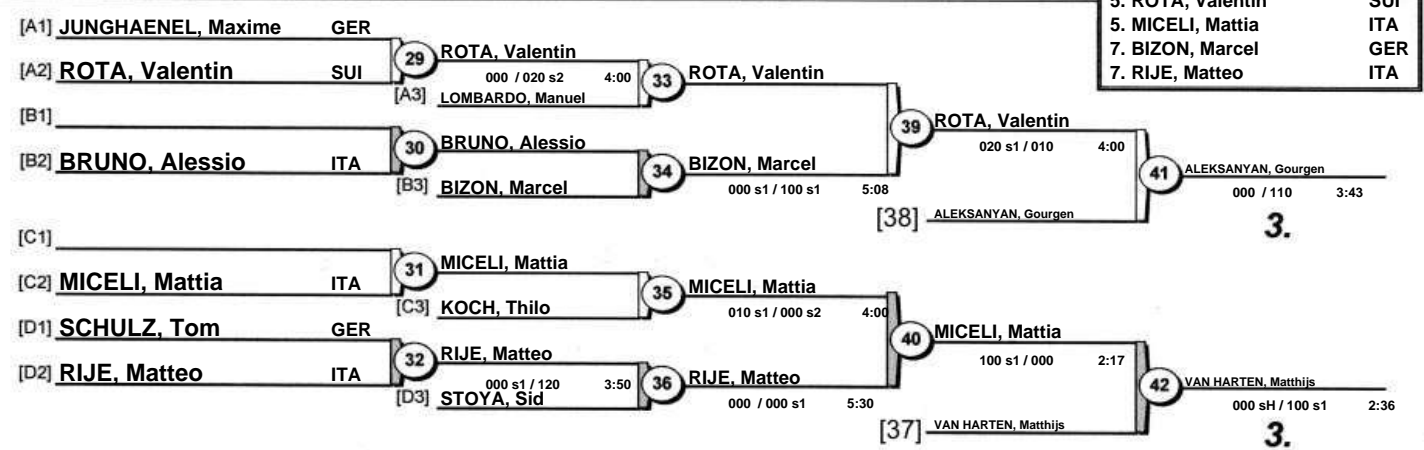 5. ROTA, Valentin SUI
5. MICELI, Mattia ITA
7. BIZON, Marcel GER
7. RIJE, Matteo ITA
[A1] JUNGHAENEL, Maxime GER
[A2] ROTA, Valentin SUI
29
ROTA, Valentin
000 / 020 s2 4:00
[A3] LOMBARDO, Manuel
33
ROTA, Valentin
[B1]
[B2] BRUNO, Alessio ITA
30
BRUNO, Alessio
[B3] BIZON, Marcel
34
BIZON, Marcel
000 s1 / 100 s1 5:08
39
ROTA, Valentin
020 s1 / 010 4:00
[38] ALEKSANYAN, Gourgen
41
ALEKSANYAN, Gourgen
000 / 110 3:43
3.
[C1]
[C2] MICELI, Mattia ITA
31
MICELI, Mattia
[C3] KOCH, Thilo
35
MICELI, Mattia
010 s1 / 000 s2 4:00
[D1] SCHULZ, Tom GER
[D2] RIJE, Matteo ITA
32
RIJE, Matteo
000 s1 / 120 3:50
[D3] STOYA, Sid
36
RIJE, Matteo
000 / 000 s1 5:30
40
MICELI, Mattia
100 s1 / 000 2:17
[37] VAN HARTEN, Matthijs
42
VAN HARTEN, Matthijs
000 sH / 100 s1 2:36
3.